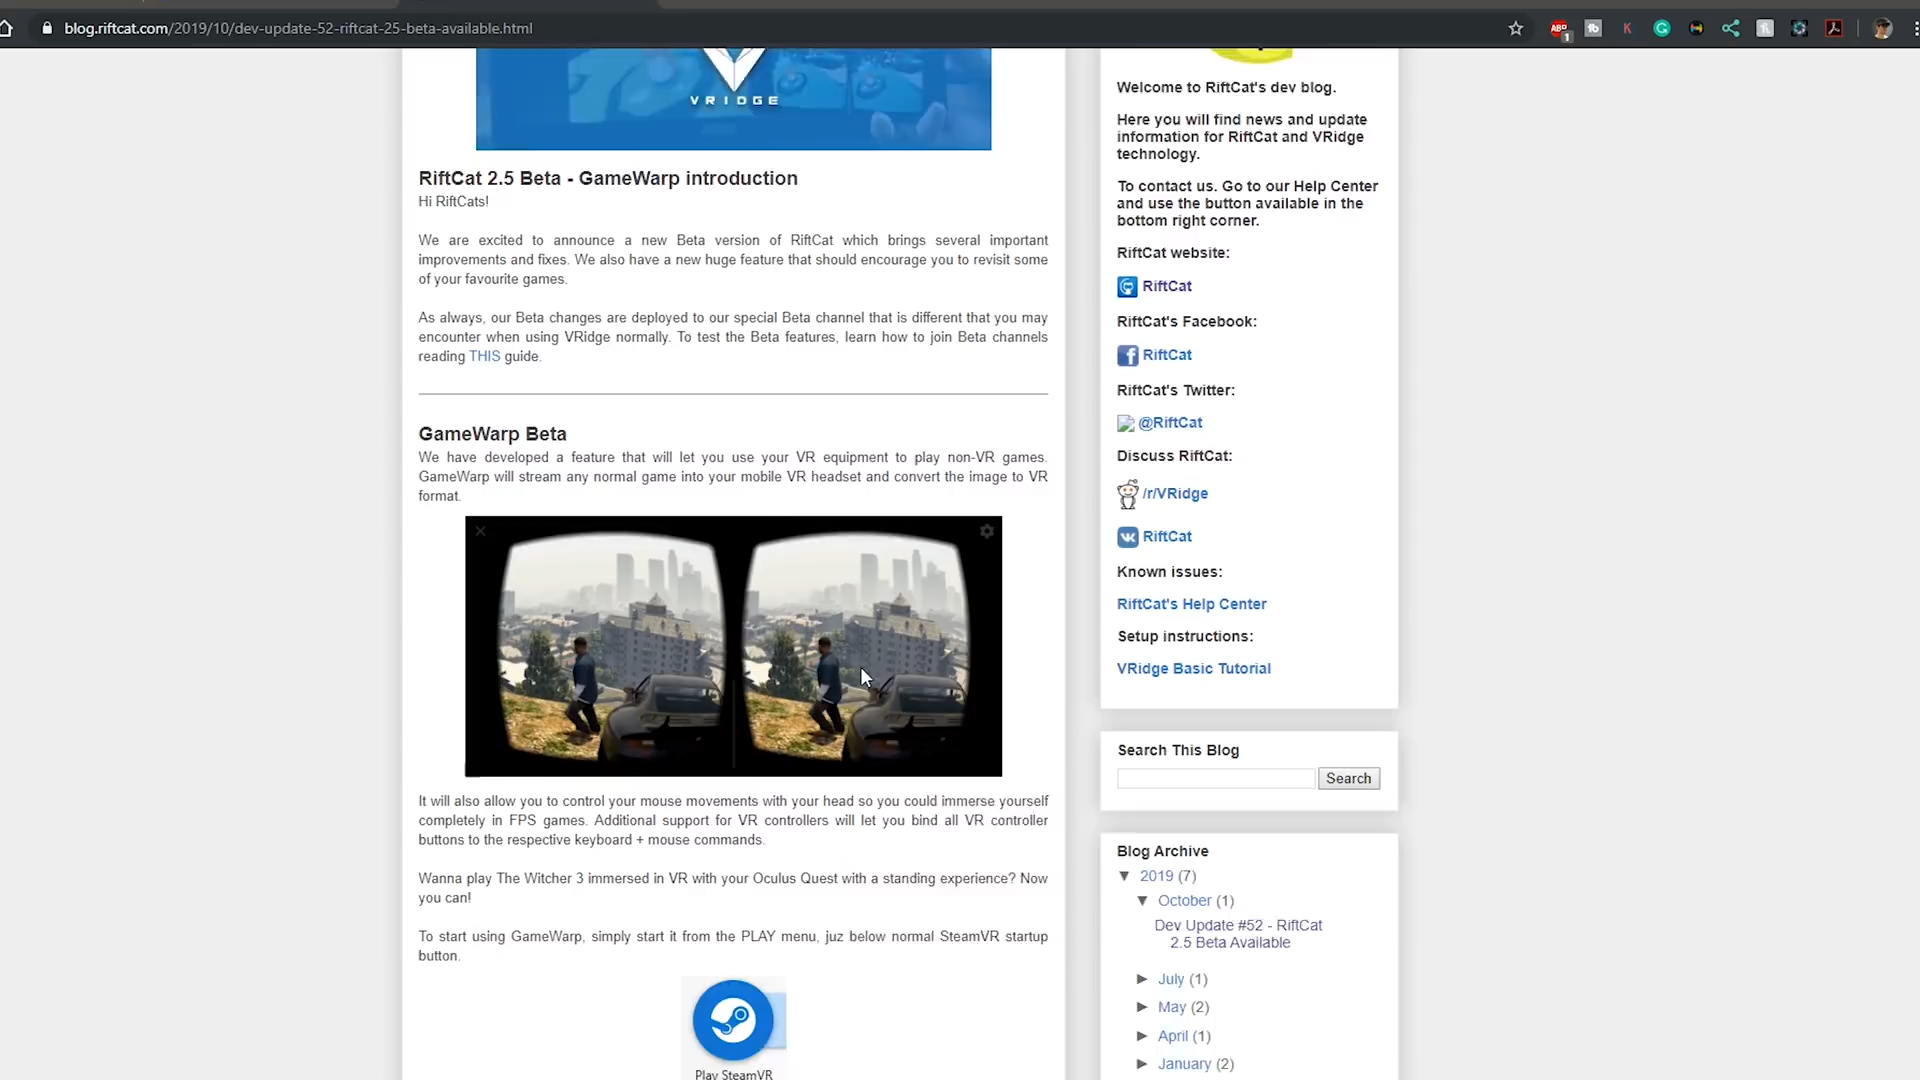 blog.riftcat.com/2019/10/dev-update-52-riftcat-25-beta-available.html
VRIDGE
RiftCat 2.5 Beta - GameWarp introduction
Hi RiftCats!
We are excited to announce a new Beta version of RiftCat which brings several important
improvements and fixes. We also have a new huge feature that should encourage you to revisit some
of your favourite games.
As always, our Beta changes are deployed to our special Beta channel that is different that you may
encounter when using VRidge normally. To test the Beta features, learn how to join Beta channels
reading THIS guide.
GameWarp Beta
We have developed a feature that will let you use your VR equipment to play non-VR games.
GameWarp will stream any normal game into your mobile VR headset and convert the image to VR
format.
It will also allow you to control your mouse movements with your head so you could immerse yourself
completely in FPS games. Additional support for VR controllers will let you bind all VR controller
buttons to the respective keyboard + mouse commands.
Wanna play The Witcher 3 immersed in VR with your Oculus Quest with a standing experience? Now
you can!
To start using GameWarp, simply start it from the PLAY menu, juz below normal SteamVR startup
button.
Play SteamVR
Welcome to RiftCat's dev blog.
Here you will find news and update
information for RiftCat and VRidge
technology.
To contact us. Go to our Help Center
and use the button available in the
bottom right corner.
RiftCat website:
RiftCat
RiftCat's Facebook:
RiftCat
RiftCat's Twitter:
@RiftCat
Discuss RiftCat:
/r/VRidge
RiftCat
Known issues:
RiftCat's Help Center
Setup instructions:
VRidge Basic Tutorial
Search This Blog
Search
Blog Archive
▼ 2019 (7)
▼ October (1)
Dev Update #52 - RiftCat
2.5 Beta Available
► July (1)
► May (2)
► April (1)
► January (2)